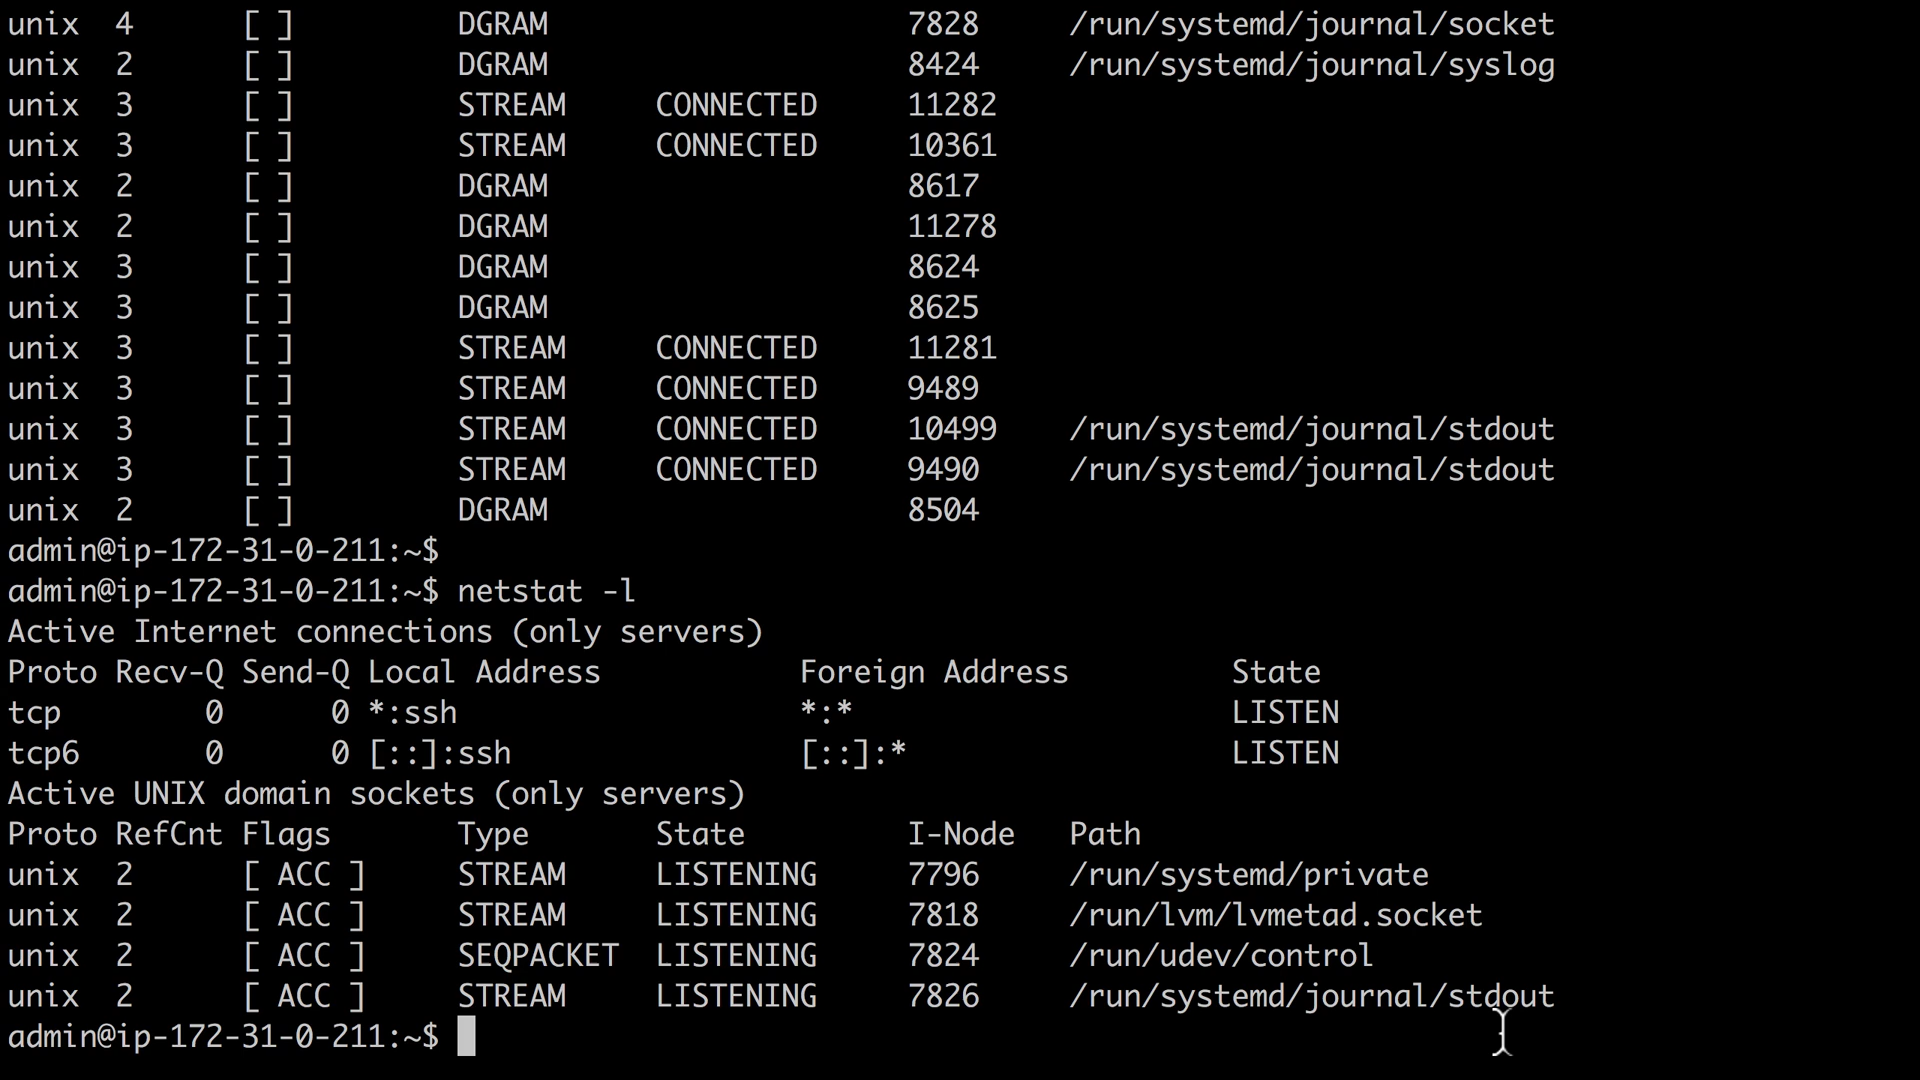 unix  4      [ ]         DGRAM                    7828     /run/systemd/journal/socket
unix  2      [ ]         DGRAM                    8424     /run/systemd/journal/syslog
unix  3      [ ]         STREAM     CONNECTED     11282
unix  3      [ ]         STREAM     CONNECTED     10361
unix  2      [ ]         DGRAM                    8617
unix  2      [ ]         DGRAM                    11278
unix  3      [ ]         DGRAM                    8624
unix  3      [ ]         DGRAM                    8625
unix  3      [ ]         STREAM     CONNECTED     11281
unix  3      [ ]         STREAM     CONNECTED     9489
unix  3      [ ]         STREAM     CONNECTED     10499    /run/systemd/journal/stdout
unix  3      [ ]         STREAM     CONNECTED     9490     /run/systemd/journal/stdout
unix  2      [ ]         DGRAM                    8504
admin@ip-172-31-0-211:~$
admin@ip-172-31-0-211:~$ netstat -l
Active Internet connections (only servers)
Proto Recv-Q Send-Q Local Address           Foreign Address         State
tcp        0      0 *:ssh                   *:*                     LISTEN
tcp6       0      0 [::]:ssh                [::]:*                  LISTEN
Active UNIX domain sockets (only servers)
Proto RefCnt Flags       Type       State         I-Node   Path
unix  2      [ ACC ]     STREAM     LISTENING     7796     /run/systemd/private
unix  2      [ ACC ]     STREAM     LISTENING     7818     /run/lvm/lvmetad.socket
unix  2      [ ACC ]     SEQPACKET  LISTENING     7824     /run/udev/control
unix  2      [ ACC ]     STREAM     LISTENING     7826     /run/systemd/journal/stdout
admin@ip-172-31-0-211:~$